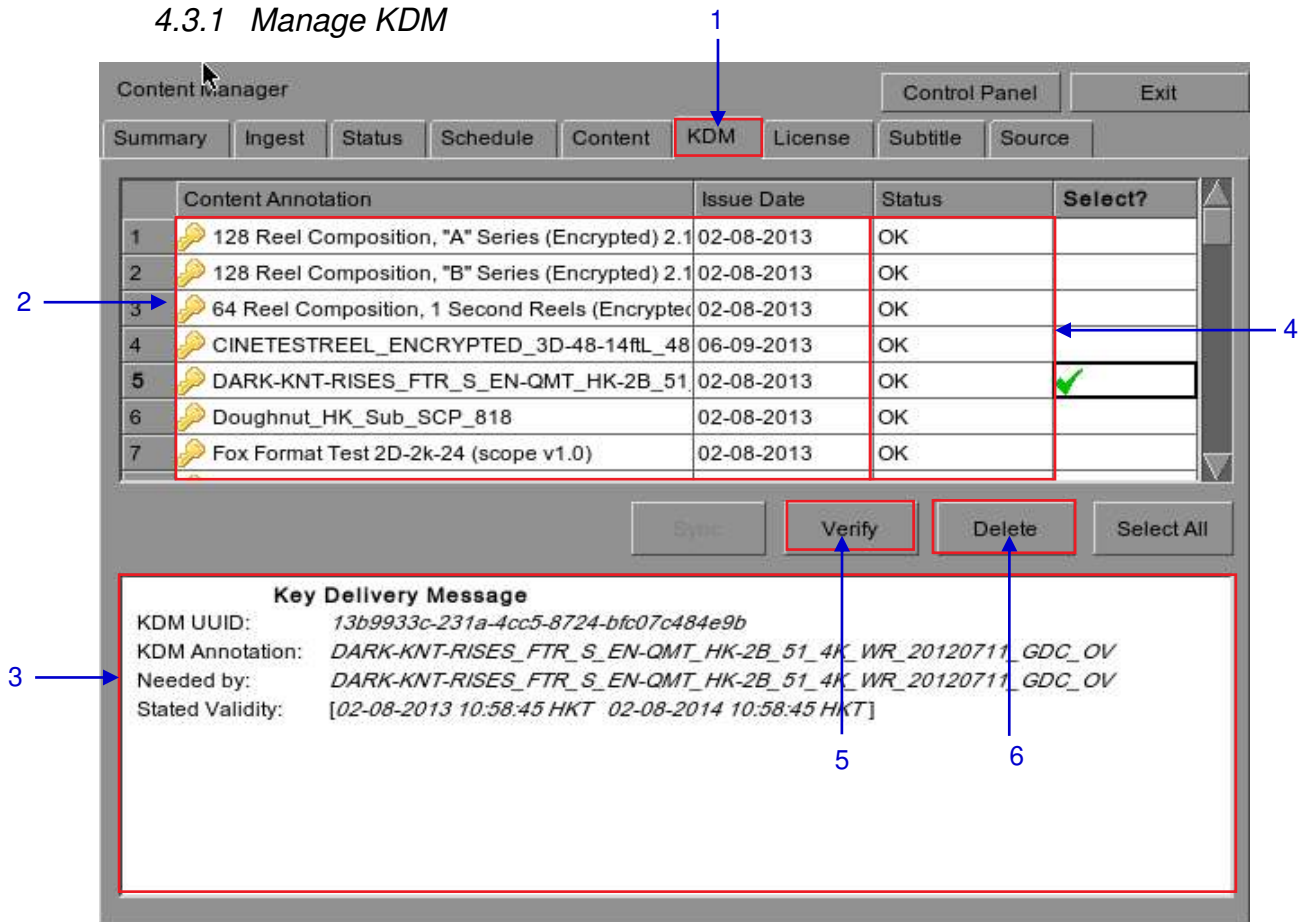 4.3.1 Manage KDM
1
Content Manager
Control Panel Exit
Summary Ingest Status Schedule Content KDM License Subtitle Source
Content Annotation Issue Date Status Select?
1 128 Reel Composition, "A" Series (Encrypted) 2.1 02-08-2013 OK
2 128 Reel Composition, "B" Series (Encrypted) 2.1 02-08-2013 OK
2
3 64 Reel Composition, 1 Second Reels (Encrypted 02-08-2013 OK
4
4 CINETESTREEL_ENCRYPTED_3D-48-14ftL_48 06-09-2013 OK
5 DARK-KNT-RISES_FTR_S_EN-QMT_HK-2B_51_ 02-08-2013 OK
6 Doughnut_HK_Sub_SCP_818 02-08-2013 OK
7 Fox Format Test 2D-2k-24 (scope v1.0) 02-08-2013 OK
Sync Verify Delete Select All
Key Delivery Message
KDM UUID: 13b9933c-231a-4cc5-8724-bfc07c484e9b
KDM Annotation: DARK-KNT-RISES_FTR_S_EN-QMT_HK-2B_51_4K_WR_20120711_GDC_OV
3
Needed by: DARK-KNT-RISES_FTR_S_EN-QMT_HK-2B_51_4K_WR_20120711_GDC_OV
Stated Validity: [02-08-2013 10:58:45 HKT 02-08-2014 10:58:45 HKT]
5 6